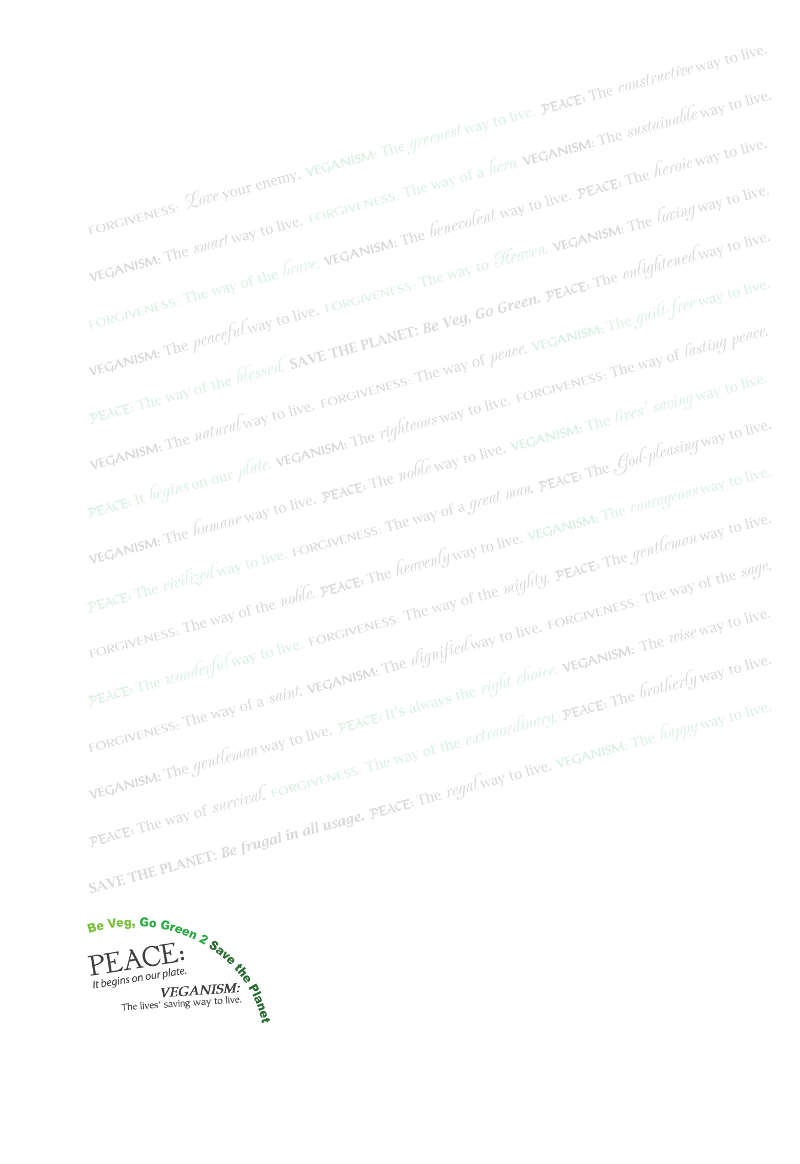 FORGIVENESS: Love your enemy. VEGANISM: The greenest way to live. PEACE: The constructive way to live.
VEGANISM: The smart way to live. FORGIVENESS: The way of a hero. VEGANISM: The sustainable way to live.
FORGIVENESS: The way of the brave. VEGANISM: The benevolent way to live. PEACE: The heroic way to live.
VEGANISM: The peaceful way to live. FORGIVENESS: The way to Heaven. VEGANISM: The loving way to live.
PEACE: The way of the blessed. SAVE THE PLANET: Be Veg, Go Green. PEACE: The enlightened way to live.
VEGANISM: The natural way to live. FORGIVENESS: The way of peace. VEGANISM: The guilt-free way to live.
PEACE: It begins on our plate. VEGANISM: The righteous way to live. FORGIVENESS: The way of lasting peace.
VEGANISM: The humane way to live. PEACE: The noble way to live. VEGANISM: The lives' saving way to live.
PEACE: The civilized way to live. FORGIVENESS: The way of a great man. PEACE: The God-pleasing way to live.
FORGIVENESS: The way of the noble. PEACE: The heavenly way to live. VEGANISM: The courageous way to live.
PEACE: The wonderful way to live. FORGIVENESS: The way of the mighty. PEACE: The gentleman way to live.
FORGIVENESS: The way of a saint. VEGANISM: The dignified way to live. FORGIVENESS: The way of the sage.
VEGANISM: The gentleman way to live. PEACE: It's always the right choice. VEGANISM: The wise way to live.
PEACE: The way of survival. FORGIVENESS: The way of the extraordinary. PEACE: The brotherly way to live.
SAVE THE PLANET: Be frugal in all usage. PEACE: The regal way to live. VEGANISM: The happy way to live.
Be Veg, Go Green 2 Save the Planet
PEACE:
It begins on our plate.
VEGANISM:
The lives' saving way to live.